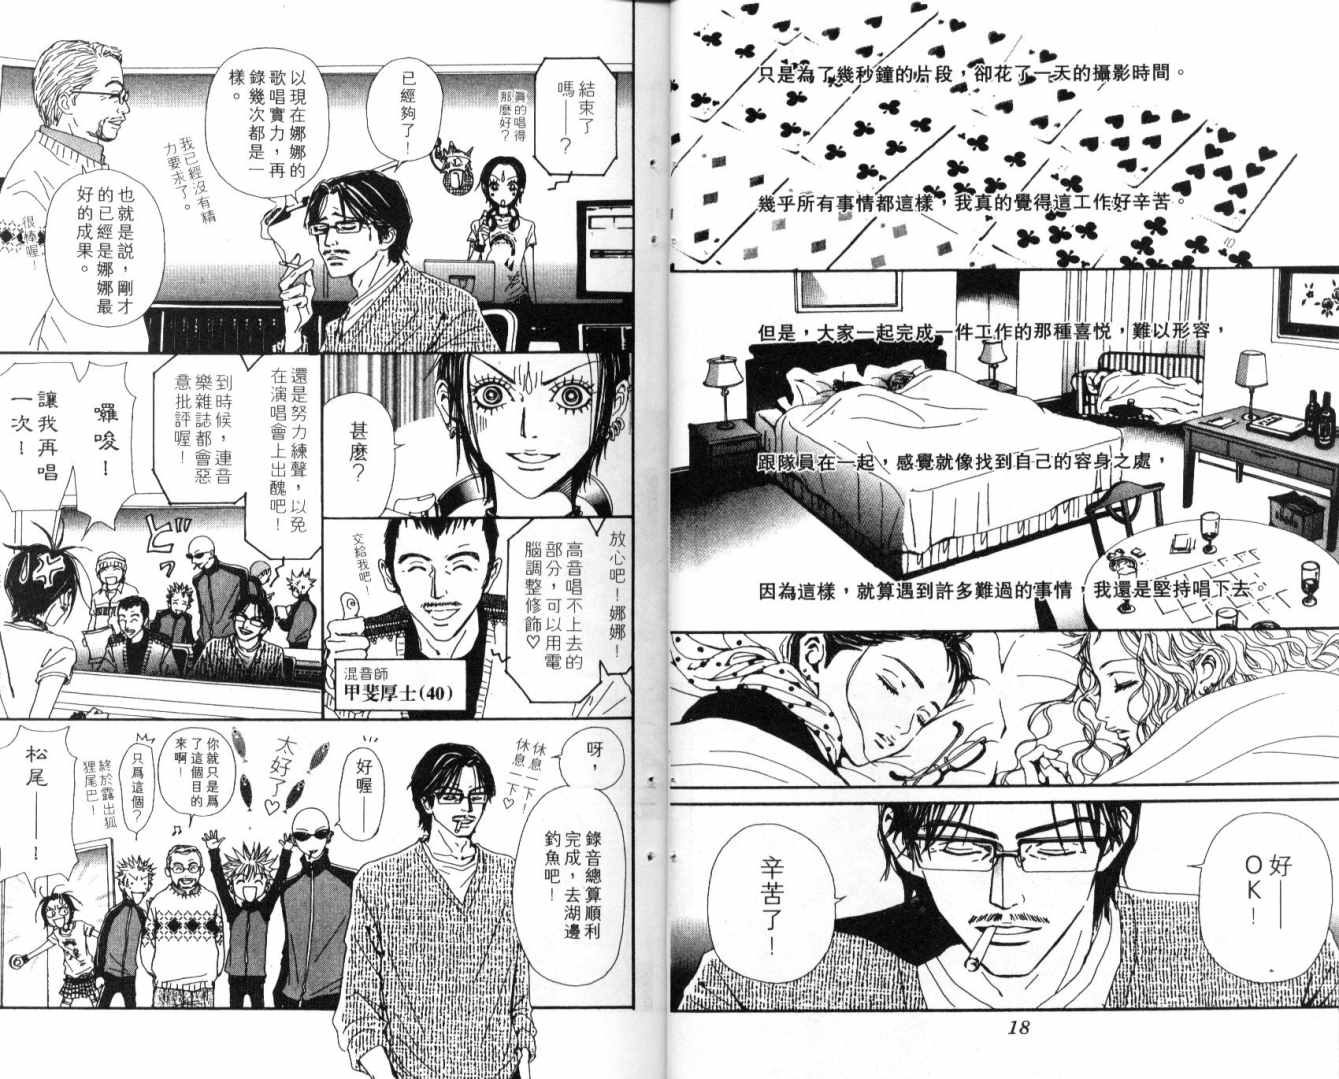 只是為了幾秒鐘的片段，卻花了一天的攝影時間。
幾乎所有事情都這樣，我真的覺得這工作好辛苦。
10
但是，大家一起完成一件工作的那種喜悅，難以形容，
跟隊員在一起，感覺就像找到自己的容身之處，
因為這樣，就算遇到許多難過的事情，我還是堅持唱下去。
好——
OK！
辛苦了！
18
結束了
嗎——？
真的唱得
那麼好？
已經夠了！
以現在娜娜的
歌唱實力，再
錄幾次都是一
樣。
我已經沒有精
力要求了。
也就是說，剛才
的已經是娜娜最
好的成果。
很棒喔！
甚麼？
放心吧！娜娜！
高音唱不上去的
部分，可以用電
腦調整修飾♡
交給我吧！
混音師
甲斐厚士(40)
還是努力練聲，以免
在演唱會上出醜吧！
到時候，連音
樂雜誌都會惡
意批評喔！
ど
っ
囉唆！
讓我再唱
一次！
呀，
錄音總算順利
完成，去湖邊
釣魚吧！
休息一下！
休息一下♡
好喔——
太好了♡
你就只是為
了這個目的
來啊！
只為這個？
終於露出狐
狸尾巴！
松尾——！